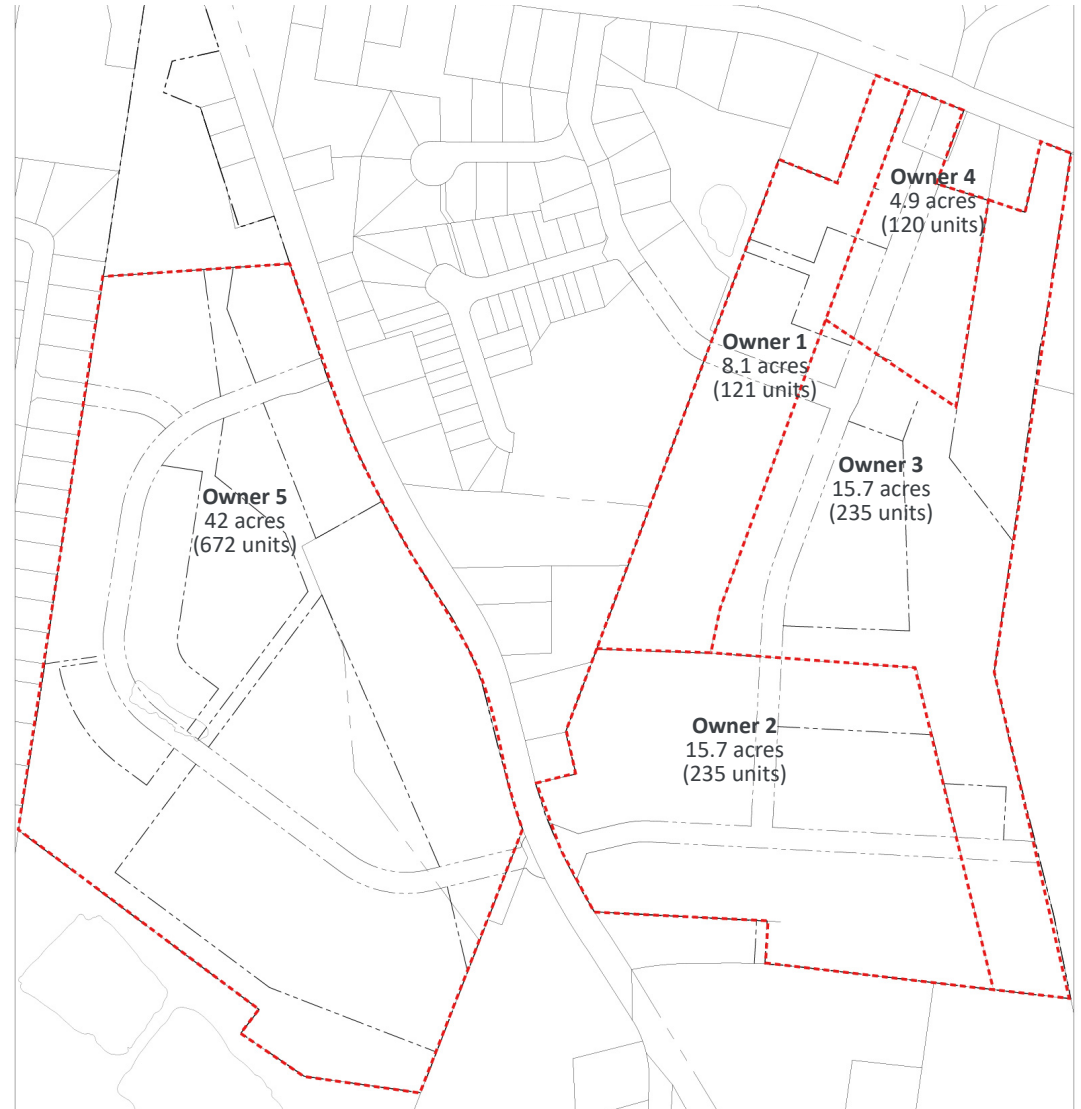 Owner 4
4.9 acres
(120 units)
Owner 1
8.1 acres
(121 units)
Owner 3
15.7 acres
(235 units)
Owner 5
42 acres
(672 units)
Owner 2
15.7 acres
(235 units)